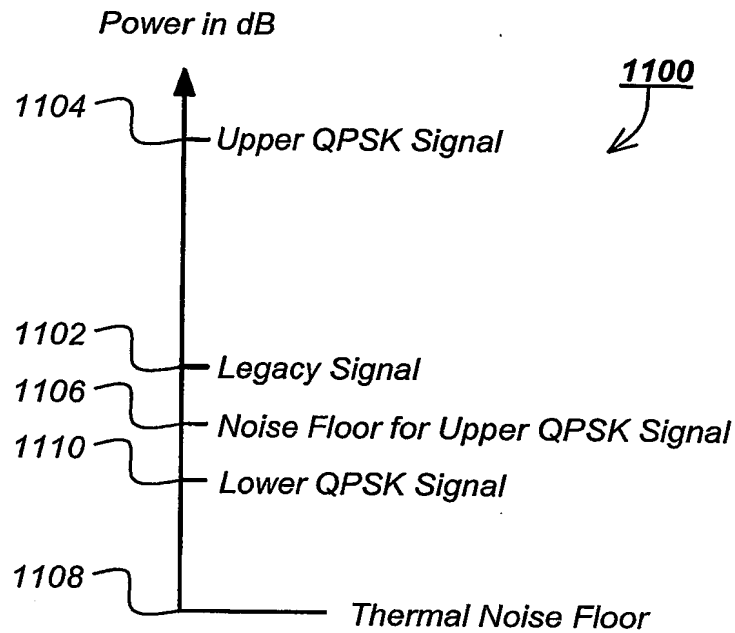 Power in dB
1100
1104
Upper QPSK Signal
1102
Legacy Signal
1106
Noise Floor for Upper QPSK Signal
1110
Lower QPSK Signal
1108
Thermal Noise Floor